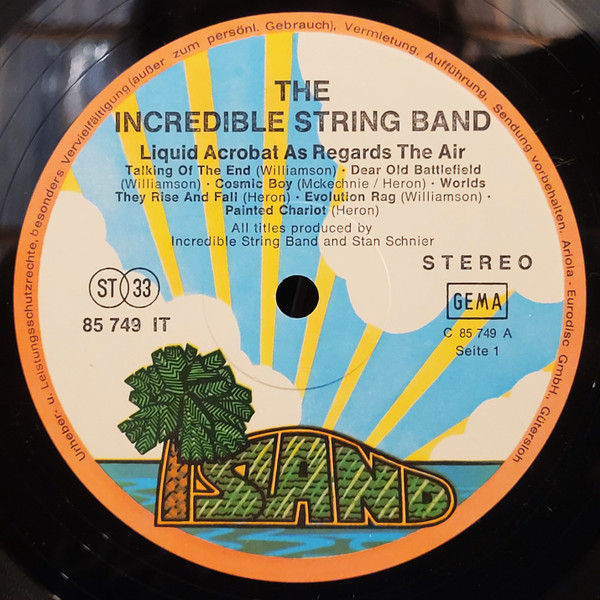 Urheber- u. Leistungsschutzrechte, besonders Vervielfältigung (außer zum persönl. Gebrauch), Vermietung, Aufführung, Sendung vorbehalten. Ariola - Eurodisc GmbH., Gütersloh
THE
INCREDIBLE STRING BAND
Liquid Acrobat As Regards The Air
Talking Of The End (Williamson) · Dear Old Battlefield
(Williamson) · Cosmic Boy (Mckechnie / Heron) · Worlds
They Rise And Fall (Heron) · Evolution Rag (Williamson) ·
Painted Chariot (Heron)
All titles produced by
Incredible String Band and Stan Schnier
STEREO
ST 33
GEMA
85 749 IT
C 85 749 A
Seite 1
ISLAND